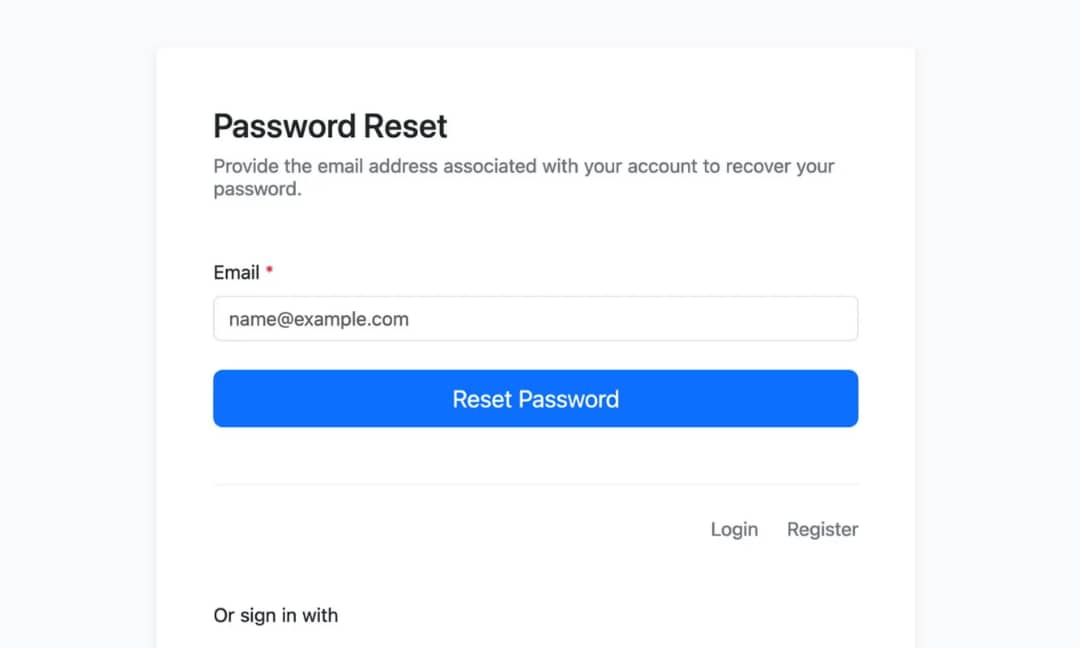 Password Reset
Provide the email address associated with your account to recover your
password.
Email *
name@example.com
Reset Password
Login Register
Or sign in with